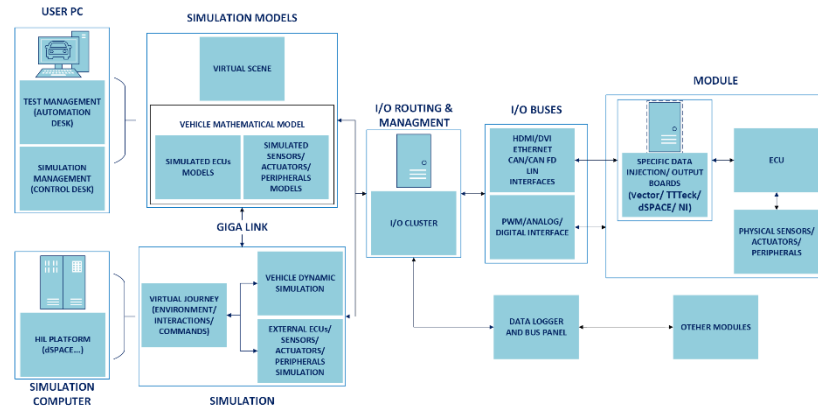 USER PC
TEST MANAGEMENT
(AUTOMATION
DESK)
SIMULATION
MANAGEMENT
(CONTROL DESK)
SIMULATION MODELS
VIRTUAL SCENE
VEHICLE MATHEMATICAL MODEL
SIMULATED ECUs
MODELS
SIMULATED
SENSORS/
ACTUATORS/
PERIPHERALS
MODELS
GIGA LINK
HIL PLATFORM
(dSPACE...)
SIMULATION
COMPUTER
VIRTUAL JOURNEY
(ENVIRONMENT/
INTERACTIONS/
COMMANDS)
VEHICLE DYNAMIC
SIMULATION
EXTERNAL ECUs/
SENSORS/
ACTUATORS/
PERIPHERALS
SIMULATION
SIMULATION
I/O ROUTING &
MANAGMENT
I/O CLUSTER
I/O BUSES
HDMI/DVI
ETHERNET
CAN/CAN FD
LIN
INTERFACES
PWM/ANALOG/
DIGITAL INTERFACE
MODULE
SPECIFIC DATA
INJECTION/ OUTPUT
BOARDS
(Vector/ TTTeck/
dSPACE/ NI)
ECU
PHYSICAL SENSORS/
ACTUATORS/
PERIPHERALS
DATA LOGGER
AND BUS PANEL
OTEHER MODULES